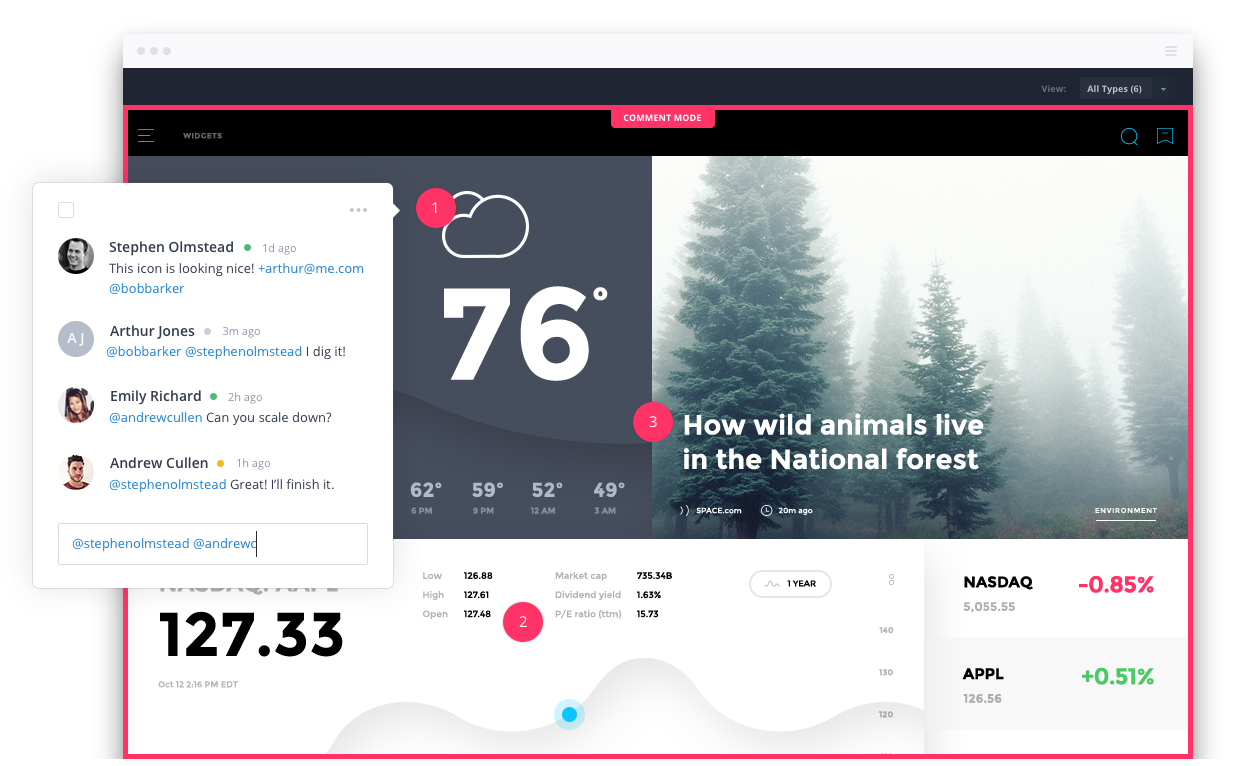 View: All Types (6)
COMMENT MODE
WIDGETS
1
Stephen Olmstead 1d ago
This icon is looking nice! +arthur@me.com
@bobbarker
AJ
Arthur Jones 3m ago
@bobbarker @stephenolmstead I dig it!
Emily Richard 2h ago
@andrewcullen Can you scale down?
Andrew Cullen 1h ago
@stephenolmstead Great! I'll finish it.
@stephenolmstead @andrewc
76°
62° 59° 52° 49°
6 PM 9 PM 12 AM 3 AM
3
How wild animals live
in the National forest
SPACE.com 20m ago
ENVIRONMENT
NASDAQ: AAPL
127.33
Oct 12 2:16 PM EDT
Low 126.88 Market cap 735.34B
High 127.61 Dividend yield 1.63%
Open 127.48 P/E ratio (ttm) 15.73
2
1 YEAR
140
130
120
NASDAQ -0.85%
5,055.55
APPL +0.51%
126.56